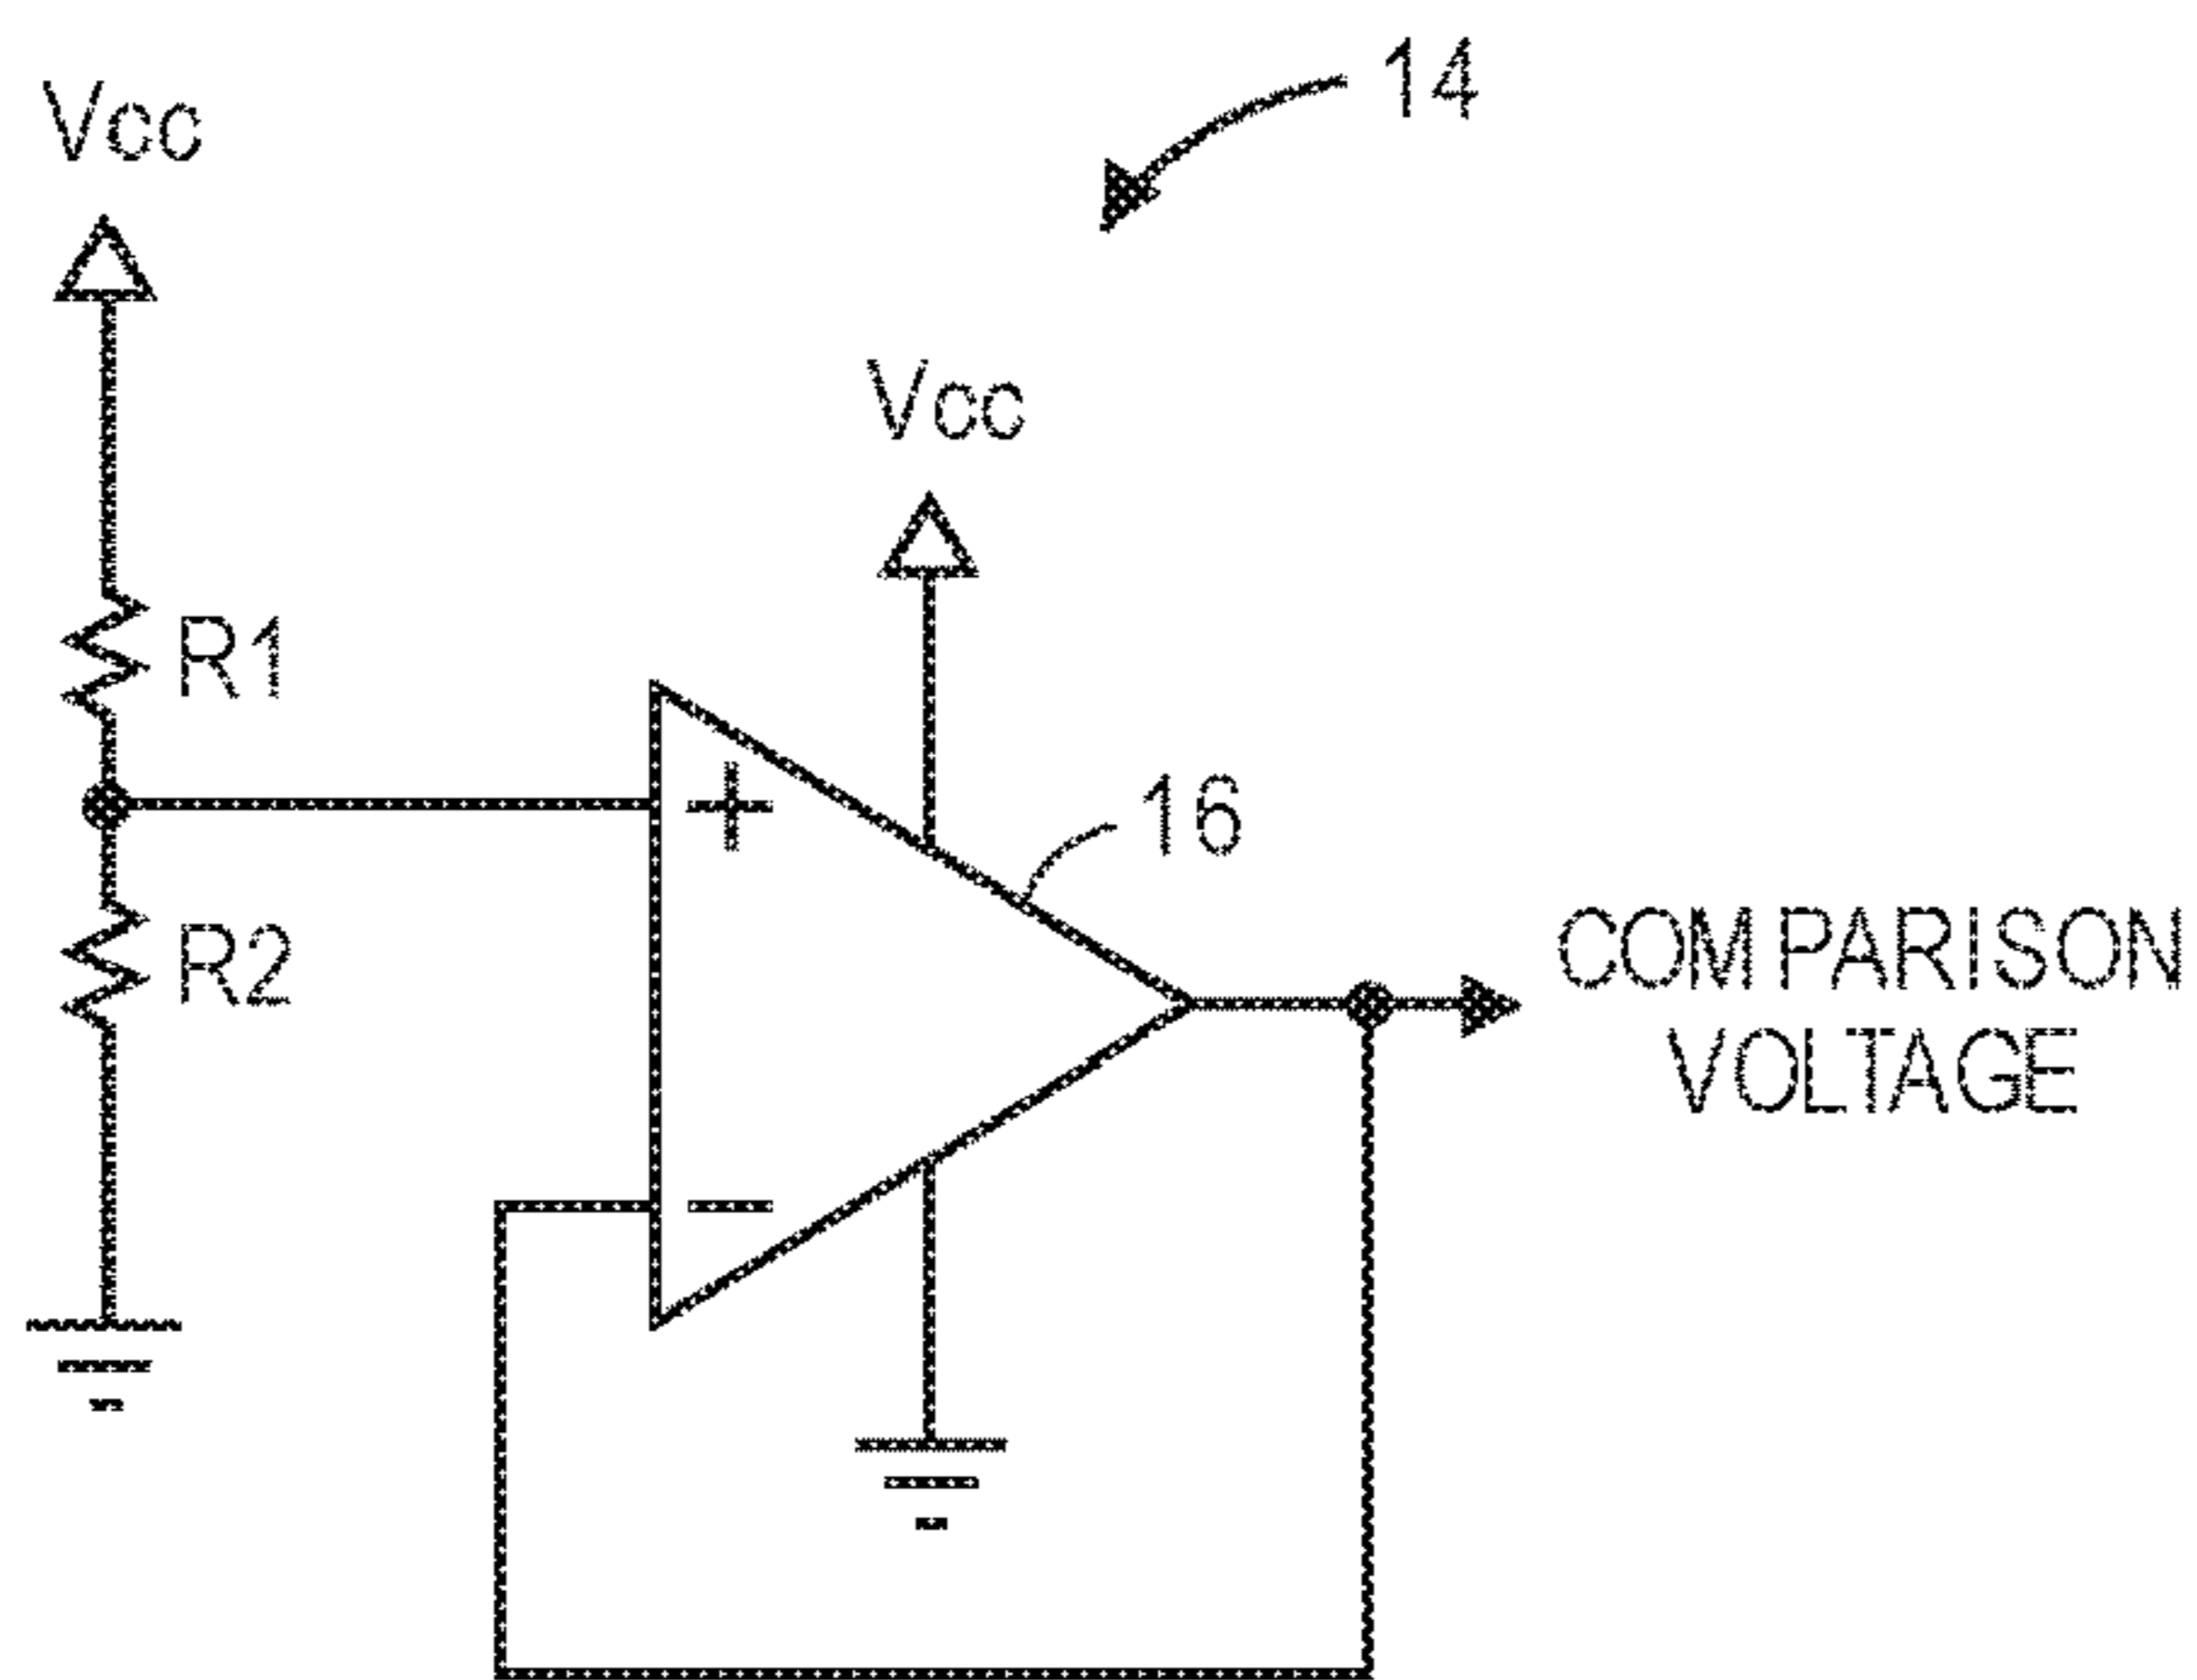 14
Vcc
Vcc
R1
+
16
R2
COMPARISON
VOLTAGE
−